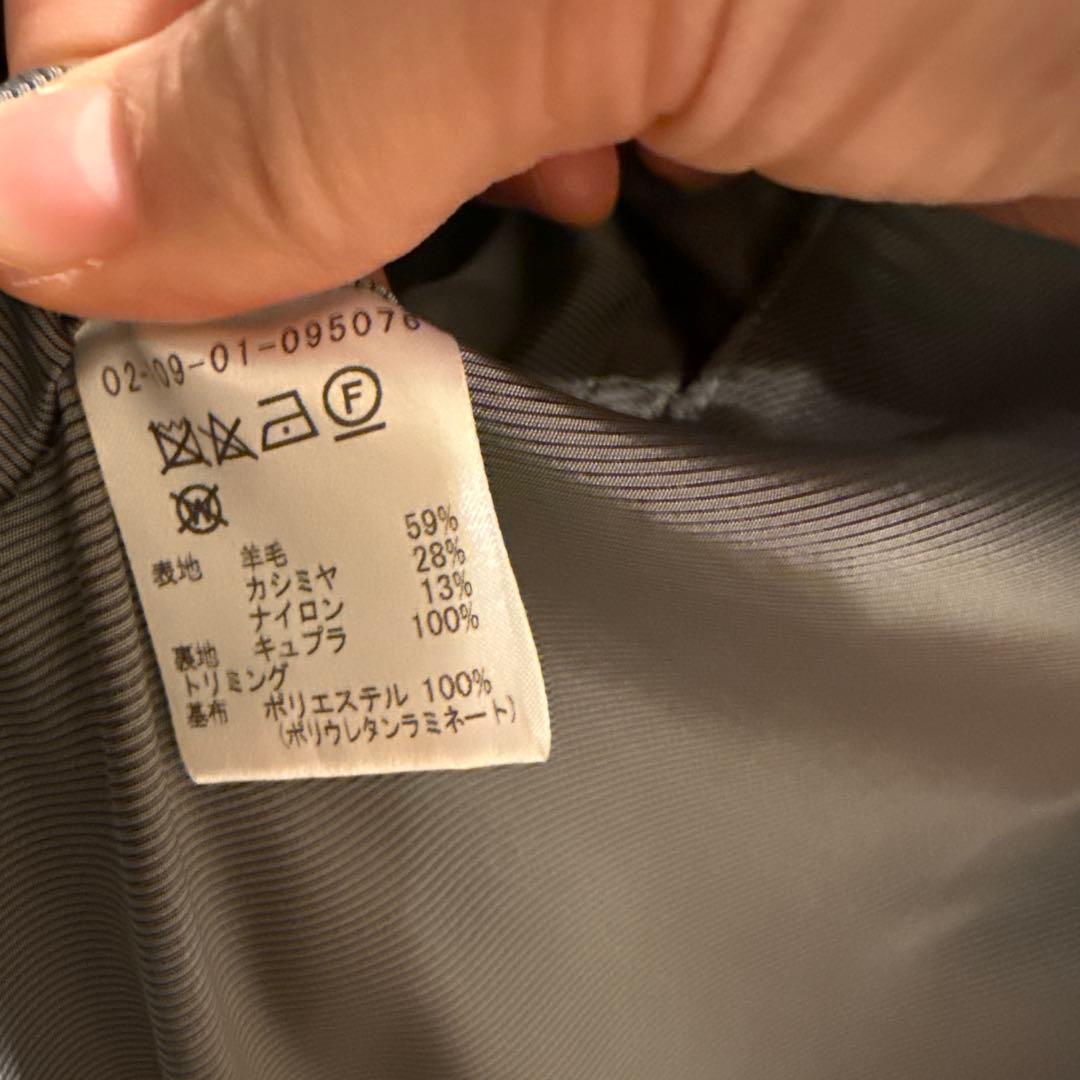 02-09-01-095076
F
W
表地 羊毛 59%
カシミヤ 28%
ナイロン 13%
裏地 キュプラ 100%
トリミング
基布 ポリエステル 100%
(ポリウレタンラミネート)